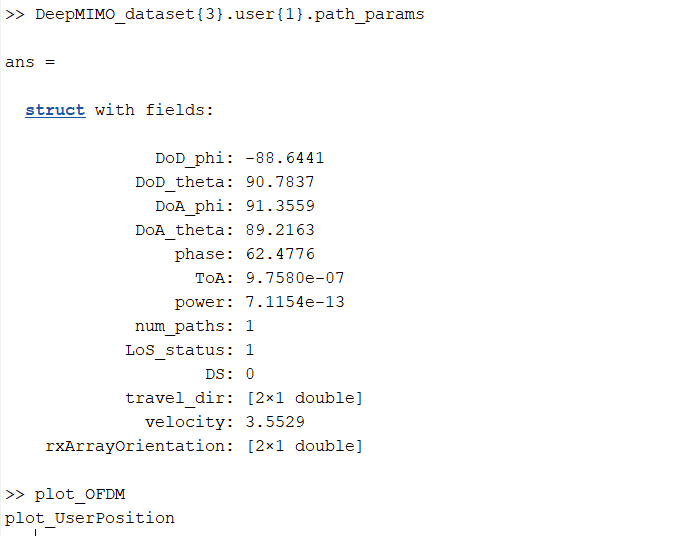 >> DeepMIMO_dataset{3}.user{1}.path_params
ans =
struct with fields:
DoD_phi: -88.6441
DoD_theta: 90.7837
DoA_phi: 91.3559
DoA_theta: 89.2163
phase: 62.4776
ToA: 9.7580e-07
power: 7.1154e-13
num_paths: 1
LoS_status: 1
DS: 0
travel_dir: [2×1 double]
velocity: 3.5529
rxArrayOrientation: [2×1 double]
>> plot_OFDM
plot_UserPosition